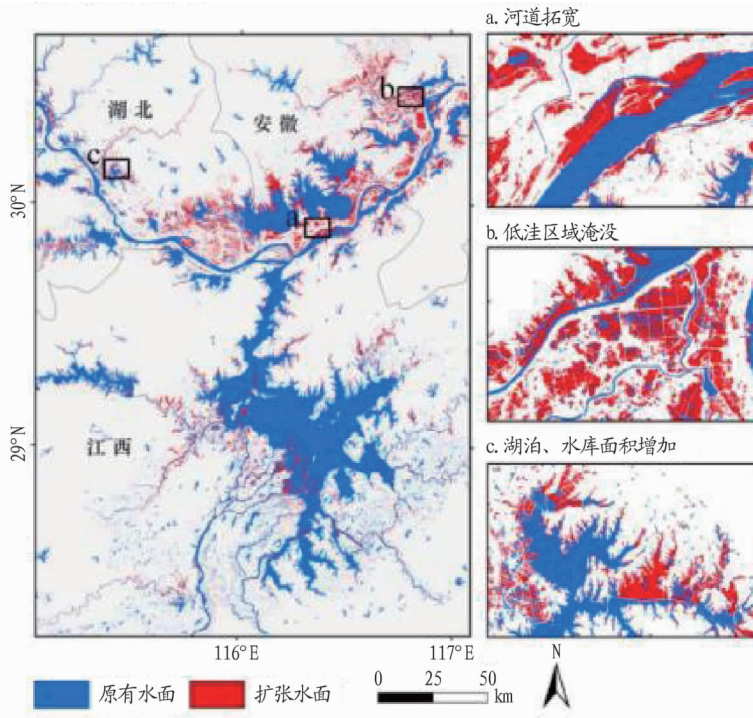 a. 河道拓宽
湖北
安徽
b
c
a
30°N
b. 低洼区域淹没
29°N
江西
c. 湖泊、水库面积增加
116°E
117°E
N
原有水面
扩张水面
0 25 50
km